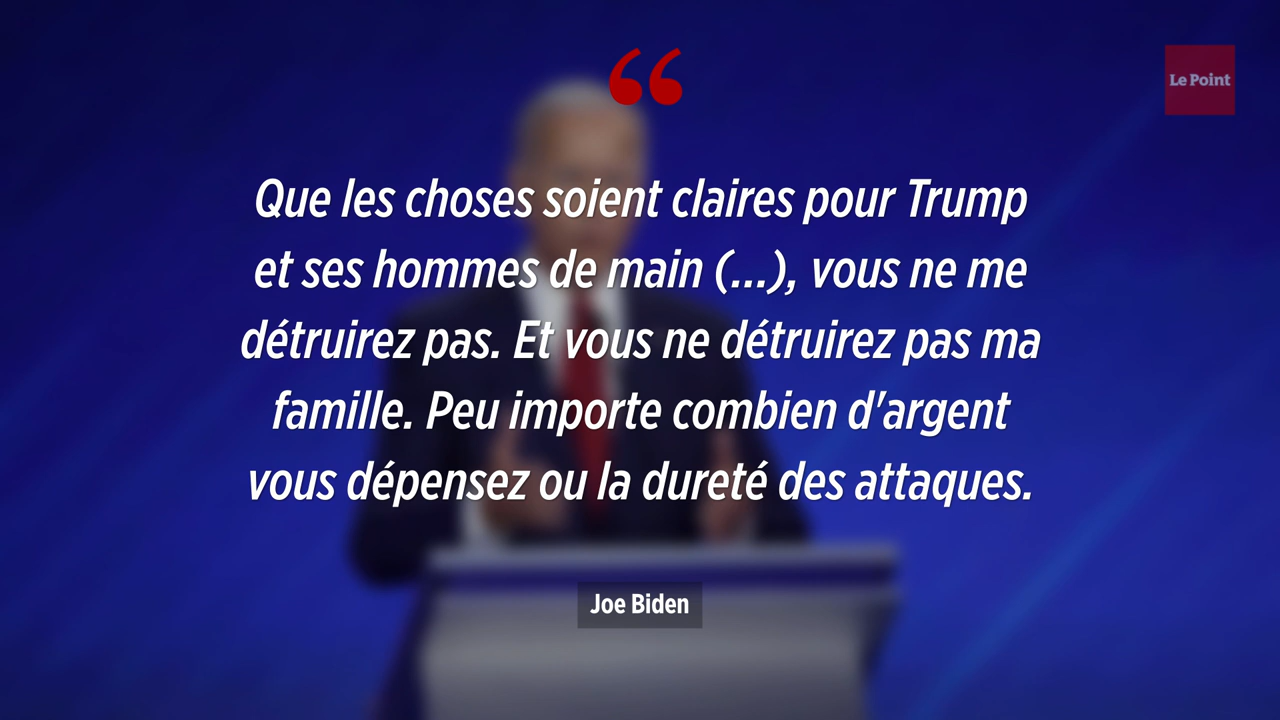 Le Point
“
Que les choses soient claires pour Trump
et ses hommes de main (...), vous ne me
détruirez pas. Et vous ne détruirez pas ma
famille. Peu importe combien d'argent
vous dépensez ou la dureté des attaques.
Joe Biden